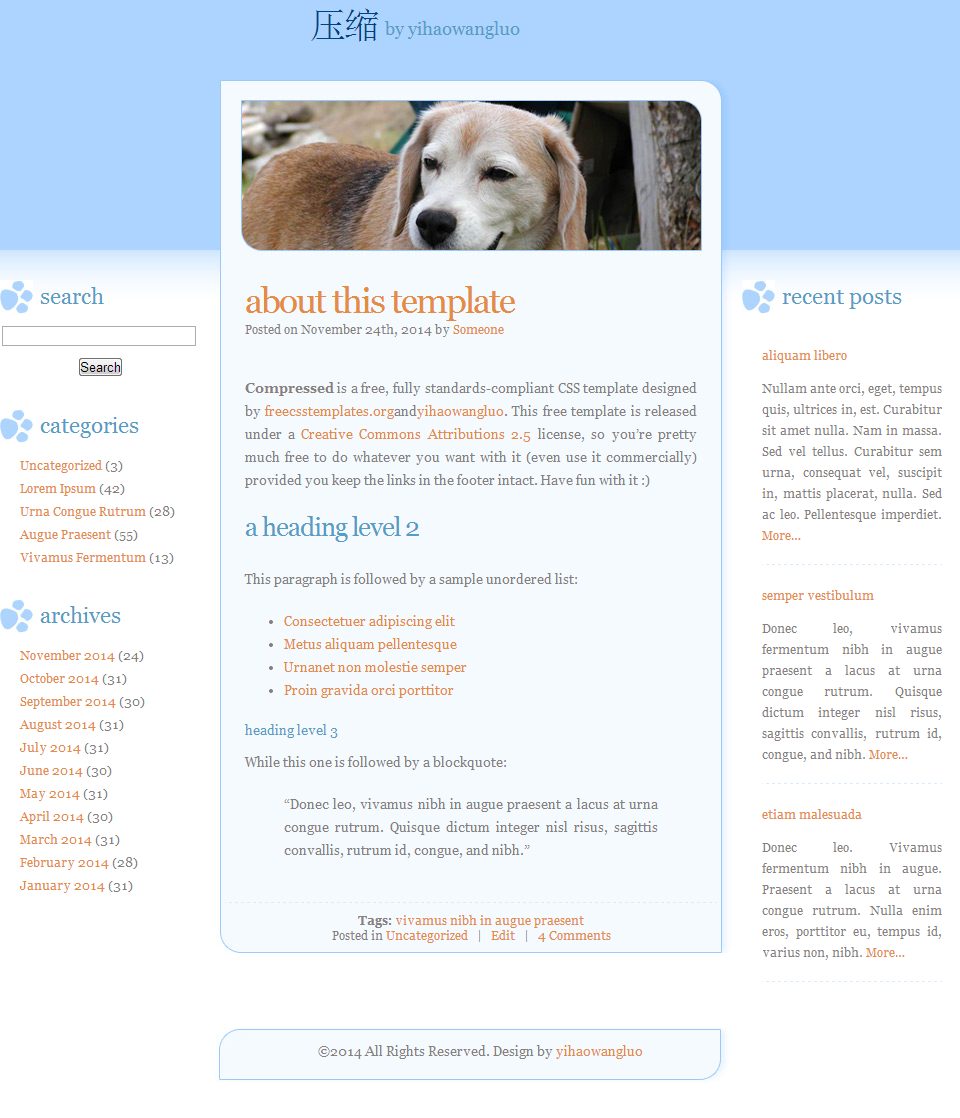 压缩 by yihaowangluo
search
Search
categories
Uncategorized (3)
Lorem Ipsum (42)
Urna Congue Rutrum (28)
Augue Praesent (55)
Vivamus Fermentum (13)
archives
November 2014 (24)
October 2014 (31)
September 2014 (30)
August 2014 (31)
July 2014 (31)
June 2014 (30)
May 2014 (31)
April 2014 (30)
March 2014 (31)
February 2014 (28)
January 2014 (31)
about this template
Posted on November 24th, 2014 by Someone
Compressed is a free, fully standards-compliant CSS template designed
by freecsstemplates.organdyihaowangluo. This free template is released
under a Creative Commons Attributions 2.5 license, so you're pretty
much free to do whatever you want with it (even use it commercially)
provided you keep the links in the footer intact. Have fun with it :)
a heading level 2
This paragraph is followed by a sample unordered list:
• Consectetuer adipiscing elit
• Metus aliquam pellentesque
• Urnanet non molestie semper
• Proin gravida orci porttitor
heading level 3
While this one is followed by a blockquote:
“Donec leo, vivamus nibh in augue praesent a lacus at urna
congue rutrum. Quisque dictum integer nisl risus, sagittis
convallis, rutrum id, congue, and nibh.”
Tags: vivamus nibh in augue praesent
Posted in Uncategorized | Edit | 4 Comments
recent posts
aliquam libero
Nullam ante orci, eget, tempus
quis, ultrices in, est. Curabitur
sit amet nulla. Nam in massa.
Sed vel tellus. Curabitur sem
urna, consequat vel, suscipit
in, mattis placerat, nulla. Sed
ac leo. Pellentesque imperdiet.
More…
semper vestibulum
Donec leo, vivamus
fermentum nibh in augue
praesent a lacus at urna
congue rutrum. Quisque
dictum integer nisl risus,
sagittis convallis, rutrum id,
congue, and nibh. More…
etiam malesuada
Donec leo. Vivamus
fermentum nibh in augue.
Praesent a lacus at urna
congue rutrum. Nulla enim
eros, porttitor eu, tempus id,
varius non, nibh. More…
©2014 All Rights Reserved. Design by yihaowangluo